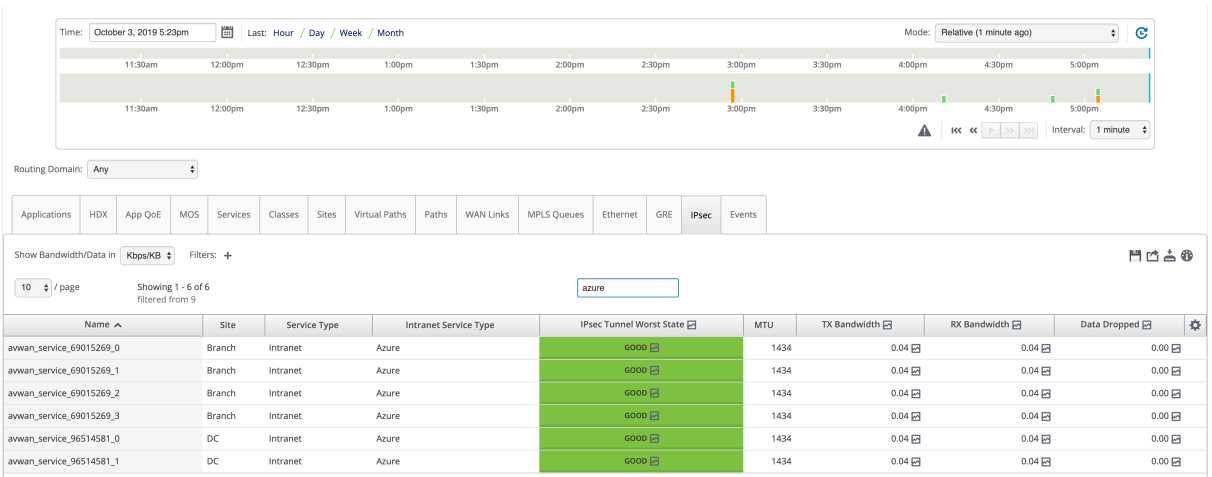 Time: October 3, 2019 5:23pm Last: Hour / Day / Week / Month Mode: Relative (1 minute ago)
11:30am 12:00pm 12:30pm 1:00pm 1:30pm 2:00pm 2:30pm 3:00pm 3:30pm 4:00pm 4:30pm 5:00pm
11:30am 12:00pm 12:30pm 1:00pm 1:30pm 2:00pm 2:30pm 3:00pm 3:30pm 4:00pm 4:30pm 5:00pm
Interval: 1 minute
Routing Domain: Any
Applications HDX App QoE MOS Services Classes Sites Virtual Paths Paths WAN Links MPLS Queues Ethernet GRE IPsec Events
Show Bandwidth/Data in Kbps/KB Filters: +
10 / page Showing 1 - 6 of 6 azure
filtered from 9
Name Site Service Type Intranet Service Type IPsec Tunnel Worst State MTU TX Bandwidth RX Bandwidth Data Dropped
avwan_service_69015269_0 Branch Intranet Azure GOOD 1434 0.04 0.04 0.00
avwan_service_69015269_1 Branch Intranet Azure GOOD 1434 0.04 0.04 0.00
avwan_service_69015269_2 Branch Intranet Azure GOOD 1434 0.04 0.04 0.00
avwan_service_69015269_3 Branch Intranet Azure GOOD 1434 0.04 0.04 0.00
avwan_service_96514581_0 DC Intranet Azure GOOD 1434 0.04 0.04 0.00
avwan_service_96514581_1 DC Intranet Azure GOOD 1434 0.04 0.04 0.00